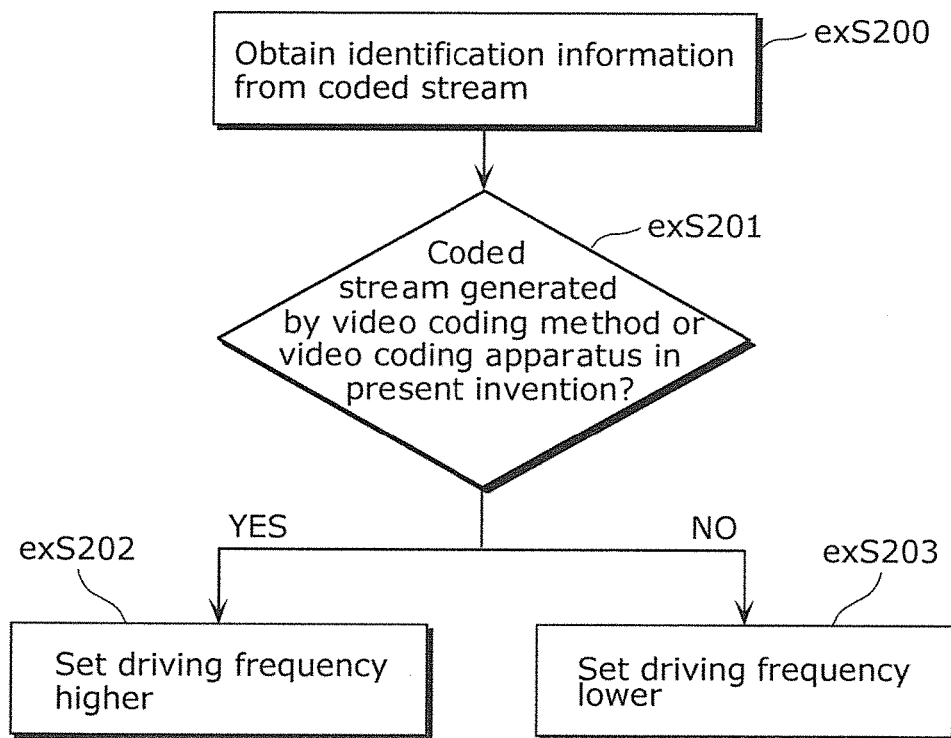 exS200
Obtain identification information
from coded stream
exS201
Coded
stream generated
by video coding method or
video coding apparatus in
present invention?
YES
NO
exS202
exS203
Set driving frequency
higher
Set driving frequency
lower